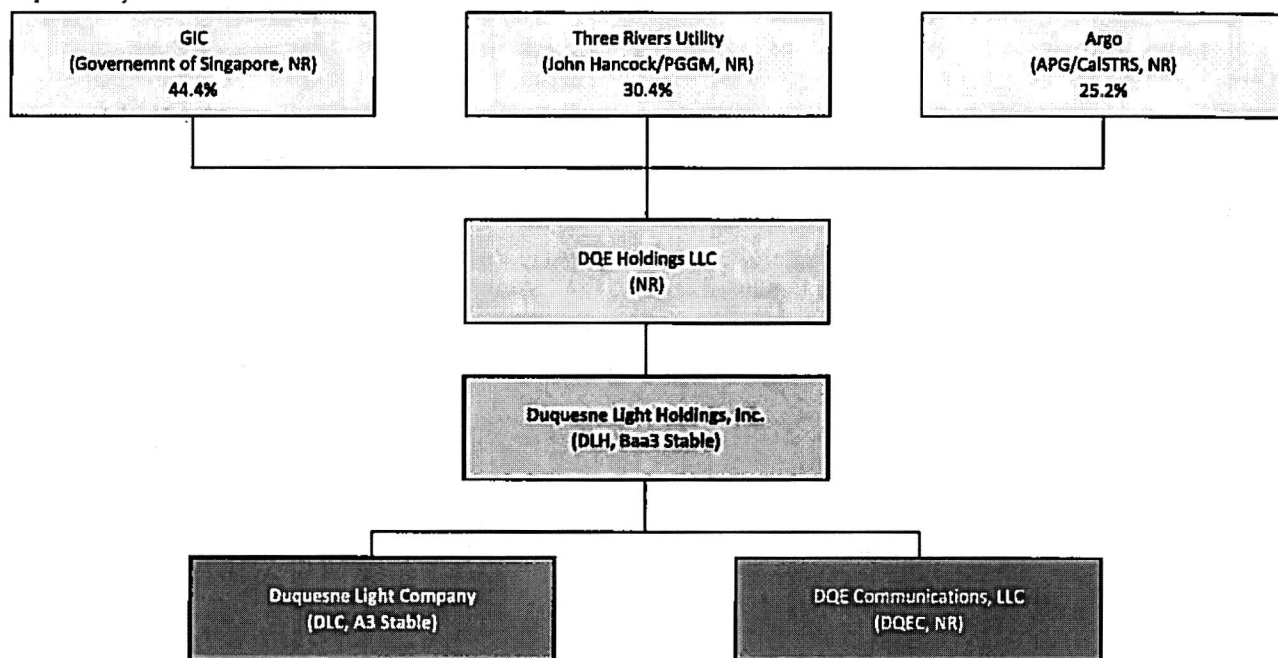 GIC
(Governemnt of Singapore, NR)
44.4%
Three Rivers Utility
(John Hancock/PGGM, NR)
30.4%
Argo
(APG/CalSTRS, NR)
25.2%
DQE Holdings LLC
(NR)
Duquesne Light Holdings, Inc.
(DLH, Baa3 Stable)
Duquesne Light Company
(DLC, A3 Stable)
DQE Communications, LLC
(DQEC, NR)